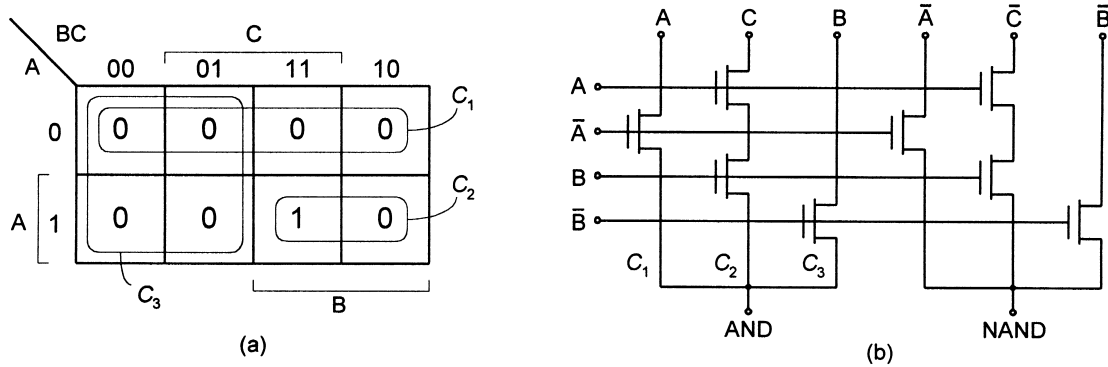 BC
C
A
00 01 11 10
0
0 0 0 0
C₁
A
1
0 0 1 0
C₂
C₃
B
(a)
A C B A̅ C̅ B̅
A
A̅
B
B̅
C₁ C₂ C₃
AND NAND
(b)